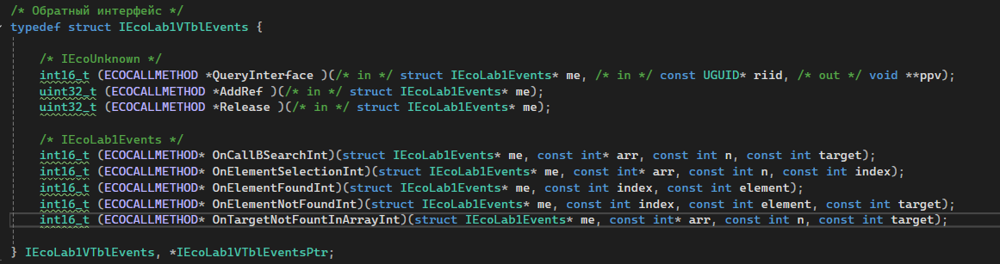 /* Обратный интерфейс */
typedef struct IEcoLab1VTblEvents {
/* IEcoUnknown */
int16_t (ECOCALLMETHOD *QueryInterface )(/* in */ struct IEcoLab1Events* me, /* in */ const UGUID* riid, /* out */ void **ppv);
uint32_t (ECOCALLMETHOD *AddRef )(/* in */ struct IEcoLab1Events* me);
uint32_t (ECOCALLMETHOD *Release )(/* in */ struct IEcoLab1Events* me);
/* IEcoLab1Events */
int16_t (ECOCALLMETHOD* OnCallBSearchInt)(struct IEcoLab1Events* me, const int* arr, const int n, const int target);
int16_t (ECOCALLMETHOD* OnElementSelectionInt)(struct IEcoLab1Events* me, const int* arr, const int n, const int index);
int16_t (ECOCALLMETHOD* OnElementFoundInt)(struct IEcoLab1Events* me, const int index, const int element);
int16_t (ECOCALLMETHOD* OnElementNotFoundInt)(struct IEcoLab1Events* me, const int index, const int element, const int target);
int16_t (ECOCALLMETHOD* OnTargetNotFountInArrayInt)(struct IEcoLab1Events* me, const int* arr, const int n, const int target);
} IEcoLab1VTblEvents, *IEcoLab1VTblEventsPtr;